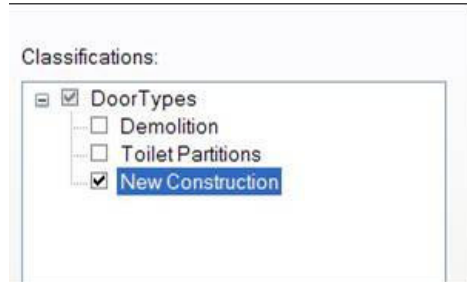 Classifications:
DoorTypes
Demolition
Toilet Partitions
New Construction